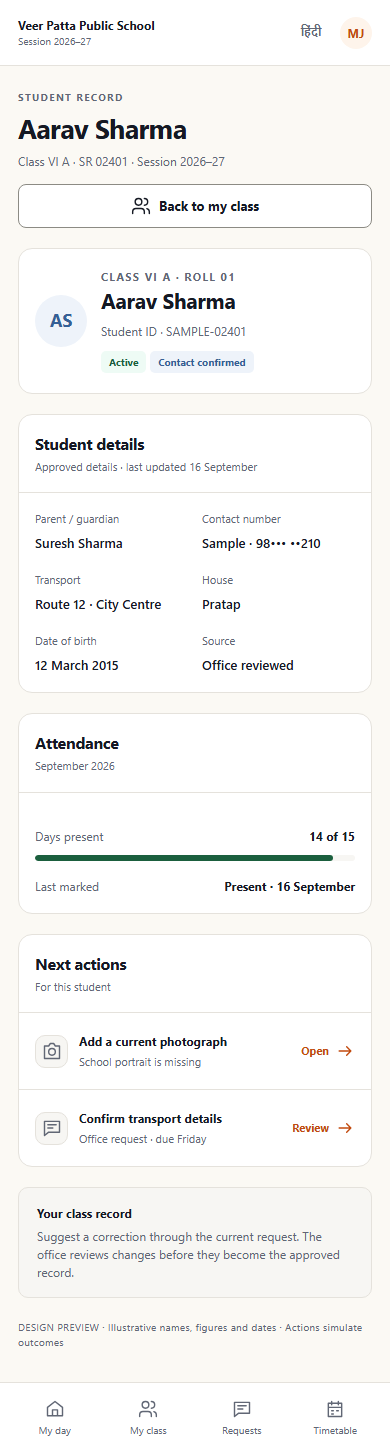 Veer Patta Public School
Session 2026–27
हिंदी
MJ
STUDENT RECORD
Aarav Sharma
Class VI A · SR 02401 · Session 2026–27
Back to my class
AS
CLASS VI A · ROLL 01
Aarav Sharma
Student ID · SAMPLE-02401
Active
Contact confirmed
Student details
Approved details · last updated 16 September
Parent / guardian
Suresh Sharma
Contact number
Sample · 98••• ••210
Transport
Route 12 · City Centre
House
Pratap
Date of birth
12 March 2015
Source
Office reviewed
Attendance
September 2026
Days present
14 of 15
Last marked
Present · 16 September
Next actions
For this student
Add a current photograph
School portrait is missing
Open
Confirm transport details
Office request · due Friday
Review
Your class record
Suggest a correction through the current request. The
office reviews changes before they become the approved
record.
DESIGN PREVIEW · Illustrative names, figures and dates · Actions simulate
outcomes
My day
My class
Requests
Timetable